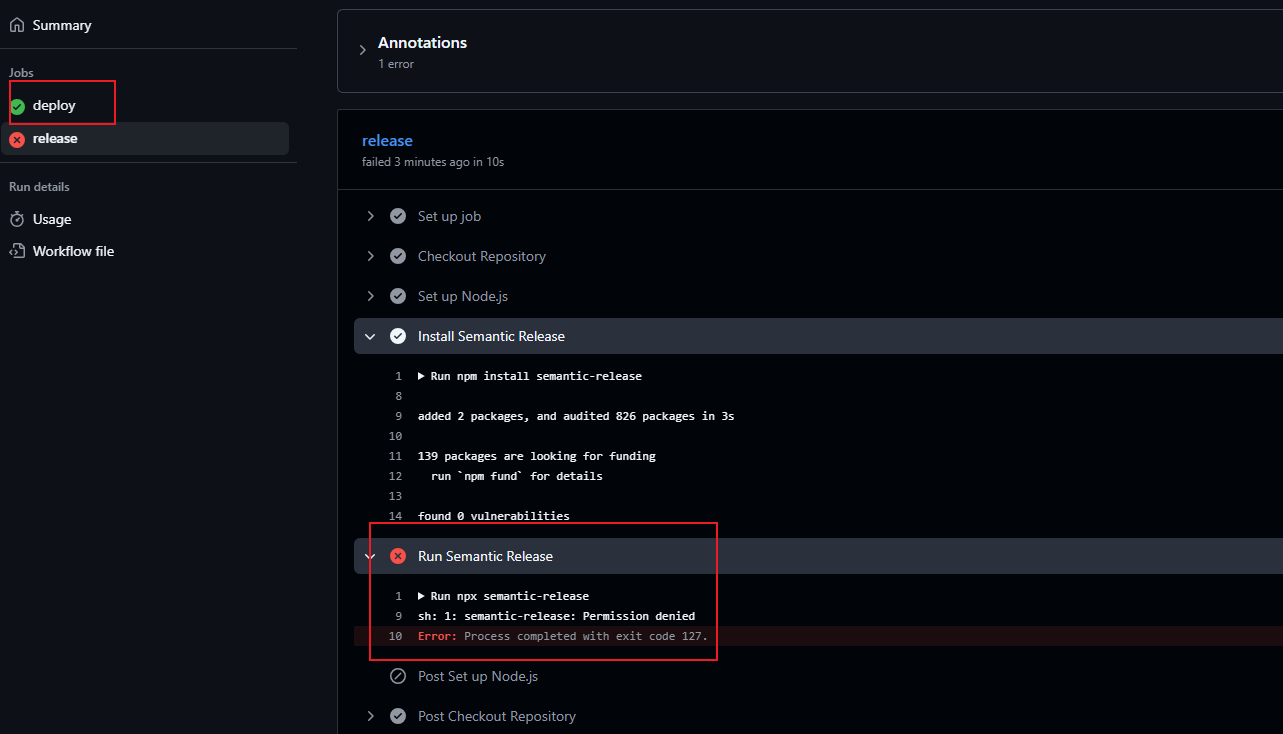 Summary
Jobs
deploy
release
Run details
Usage
Workflow file
Annotations
1 error
release
failed 3 minutes ago in 10s
Set up job
Checkout Repository
Set up Node.js
Install Semantic Release
1 Run npm install semantic-release
8
9 added 2 packages, and audited 826 packages in 3s
10
11 139 packages are looking for funding
12 run `npm fund` for details
13
14 found 0 vulnerabilities
Run Semantic Release
1 Run npx semantic-release
9 sh: 1: semantic-release: Permission denied
10 Error: Process completed with exit code 127.
Post Set up Node.js
Post Checkout Repository